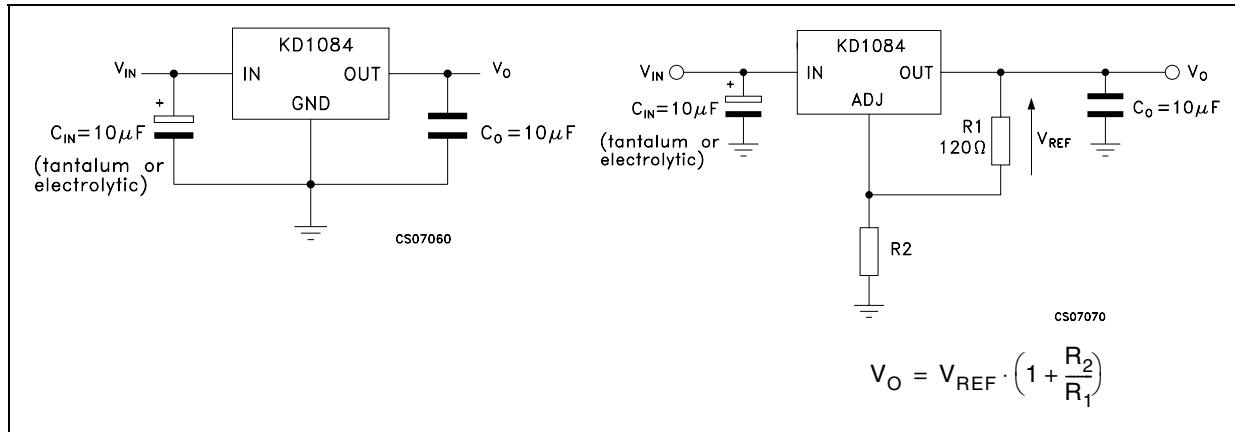 KD1084
V_IN
IN
OUT
V_O
GND
+
C_IN=10μF
(tantalum or
electrolytic)
C_O=10μF
CS07060
KD1084
V_IN
IN
OUT
V_O
ADJ
+
C_IN=10μF
(tantalum or
electrolytic)
R1
120Ω
V_REF
C_O=10μF
R2
CS07070
V_O = V_REF · (1 + R_2/R_1)